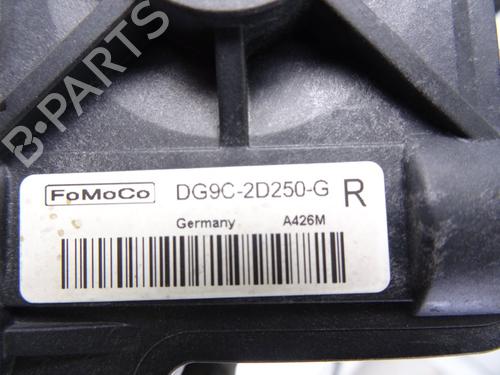 B-PARTS
FoMoCo DG9C-2D250-G R
Germany A426M